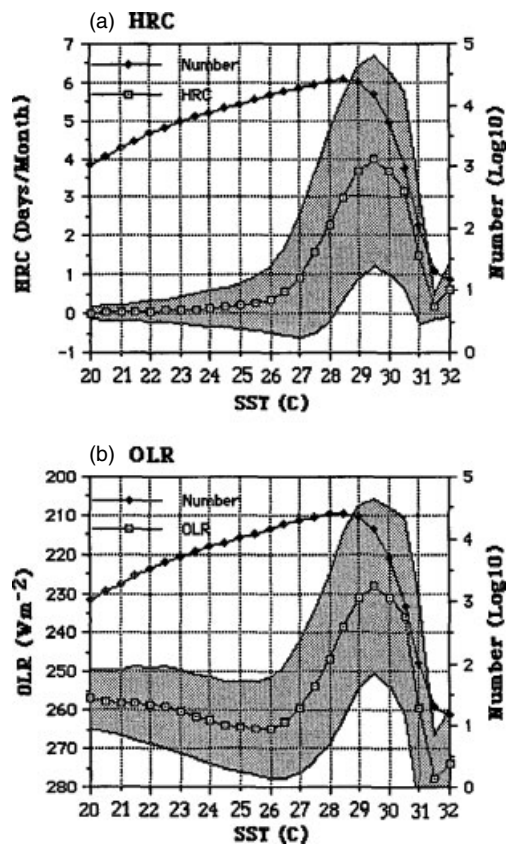 (a) HRC
7
6
5
4
3
2
1
0
-1
HRC (Days/Month)
Number
HRC
5
4
3
2
1
0
Number (Log10)
20 21 22 23 24 25 26 27 28 29 30 31 32
SST (C)
(b) OLR
200
210
220
230
240
250
260
270
280
OLR (Wm-2)
Number
OLR
5
4
3
2
1
0
Number (Log10)
20 21 22 23 24 25 26 27 28 29 30 31 32
SST (C)